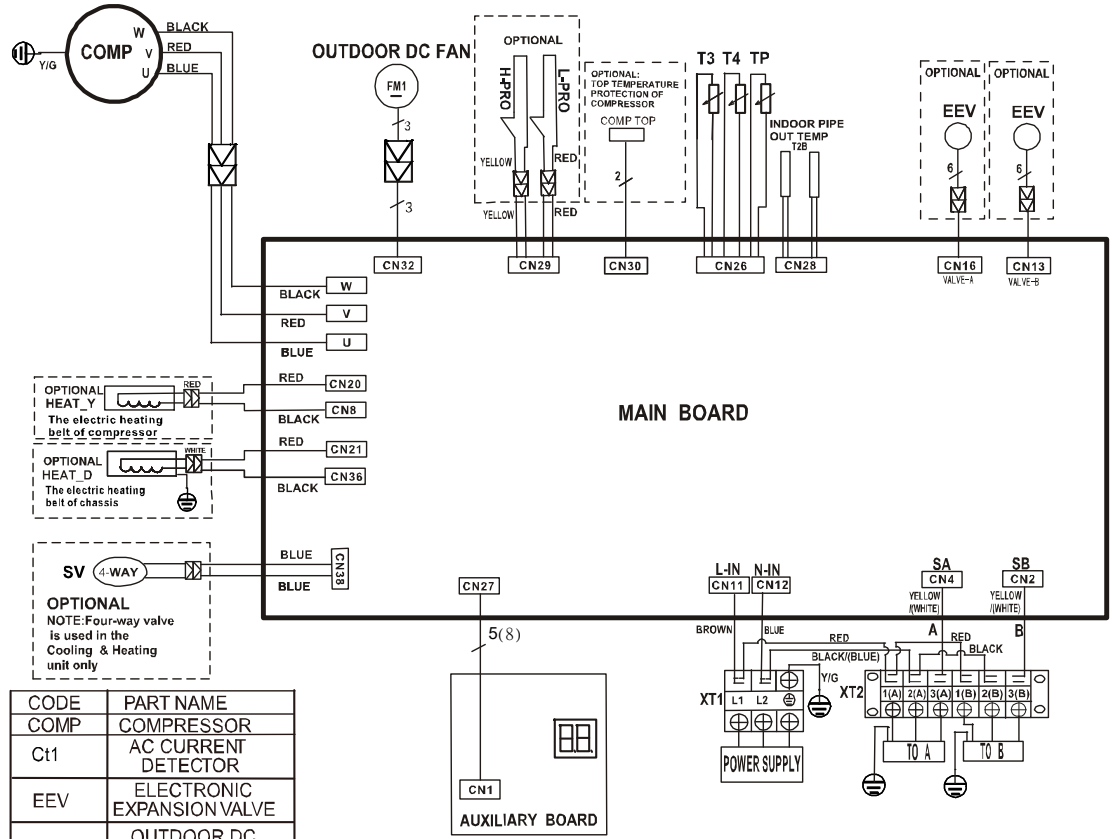 COMP
W
V
U
BLACK
RED
BLUE
Y/G
OUTDOOR DC FAN
FM1
3
3
OPTIONAL
H-PRO
L-PRO
YELLOW
RED
YELLOW
RED
OPTIONAL:
TOP TEMPERATURE
PROTECTION OF
COMPRESSOR
COMP TOP
2
T3 T4 TP
INDOOR PIPE
OUT TEMP
T2B
OPTIONAL
EEV
6
OPTIONAL
EEV
6
CN32
CN29
CN30
CN26
CN28
CN16
VALVE-A
CN13
VALVE-B
BLACK
W
RED
V
BLUE
U
MAIN BOARD
OPTIONAL
HEAT_Y
The electric heating
belt of compressor
RED
RED
CN20
BLACK
CN8
OPTIONAL
HEAT_D
The electric heating
belt of chassis
WHITE
RED
CN21
BLACK
CN36
SV
4-WAY
OPTIONAL
NOTE:Four-way valve
is used in the
Cooling & Heating
unit only
BLUE
BLUE
CN38
CN27
5(8)
CN1
AUXILIARY BOARD
L-IN N-IN
CN11 CN12
BROWN
BLUE
SA
CN4
YELLOW
/(WHITE)
A
SB
CN2
YELLOW
/(WHITE)
B
RED
BLACK/(BLUE)
RED
BLACK
Y/G
XT1
L1 L2
POWER SUPPLY
XT2
1(A) 2(A) 3(A) 1(B) 2(B) 3(B)
TO A
TO B
CODE PART NAME
COMP COMPRESSOR
Ct1 AC CURRENT
DETECTOR
EEV ELECTRONIC
EXPANSION VALVE
OUTDOOR DC